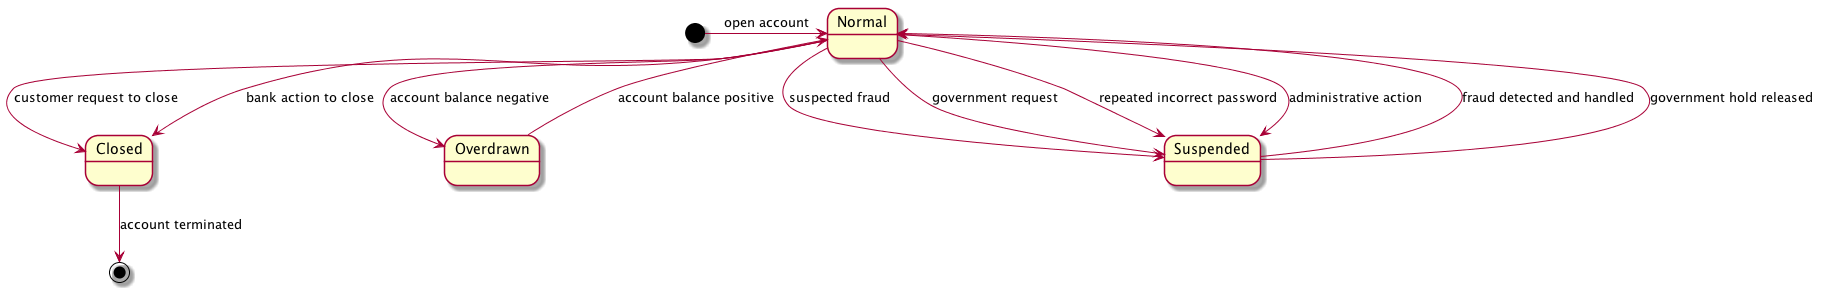 open account
Normal
customer request to close
bank action to close
account balance negative
account balance positive
suspected fraud
government request
repeated incorrect password
administrative action
fraud detected and handled
government hold released
Closed
Overdrawn
Suspended
account terminated